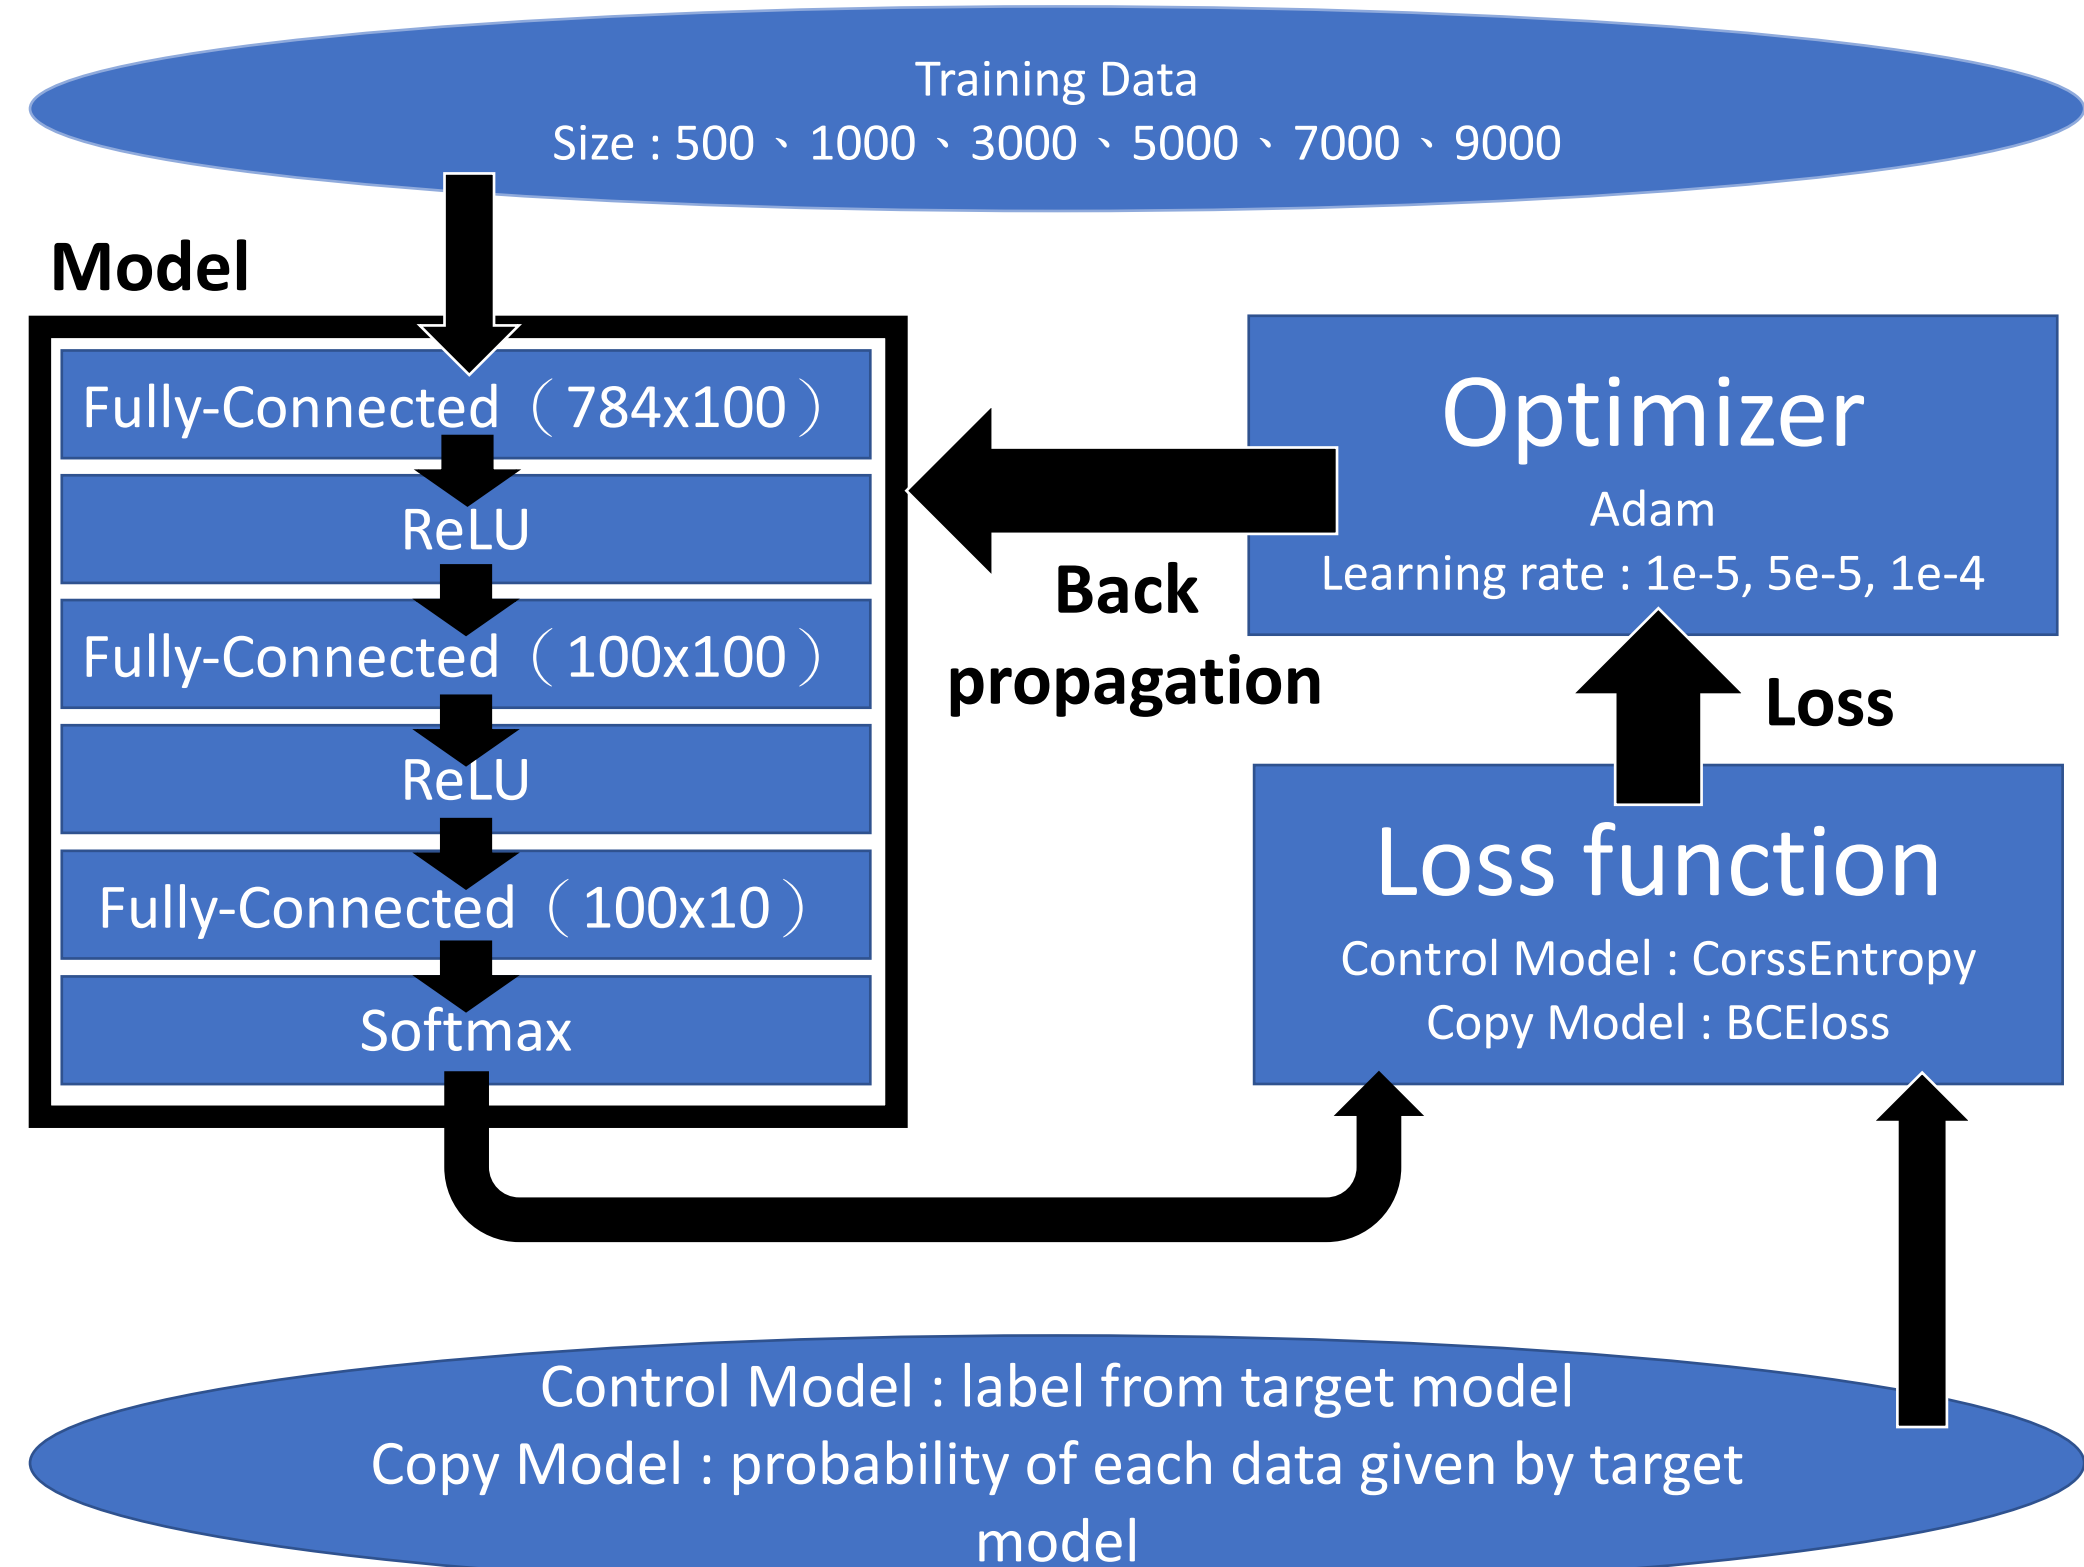 Training Data
Size : 500、1000、3000、5000、7000、9000
Model
Fully-Connected（784x100）
ReLU
Fully-Connected（100x100）
ReLU
Fully-Connected（100x10）
Softmax
Optimizer
Adam
Learning rate : 1e-5, 5e-5, 1e-4
Back
propagation
Loss
Loss function
Control Model : CorssEntropy
Copy Model : BCEloss
Control Model : label from target model
Copy Model : probability of each data given by target
model